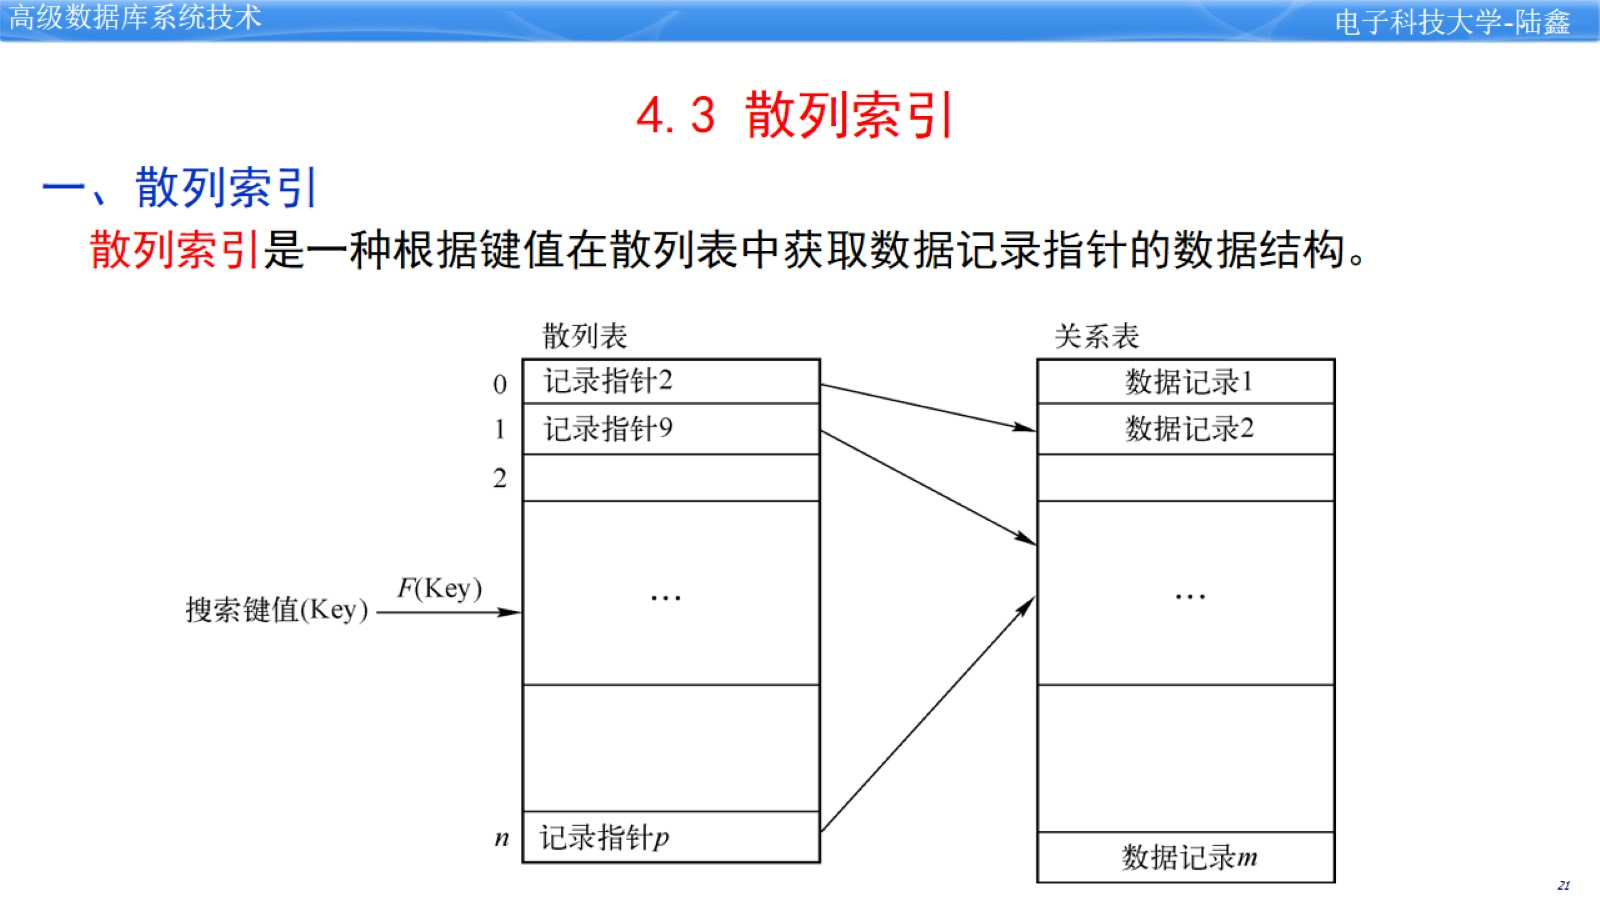 高级数据库系统技术
电子科技大学-陆鑫
4.3 散列索引
一、散列索引
散列索引是一种根据键值在散列表中获取数据记录指针的数据结构。
散列表
关系表
0
记录指针2
数据记录1
1
记录指针9
数据记录2
2
F(Key)
搜索键值(Key)
…
…
n
记录指针p
数据记录m
21